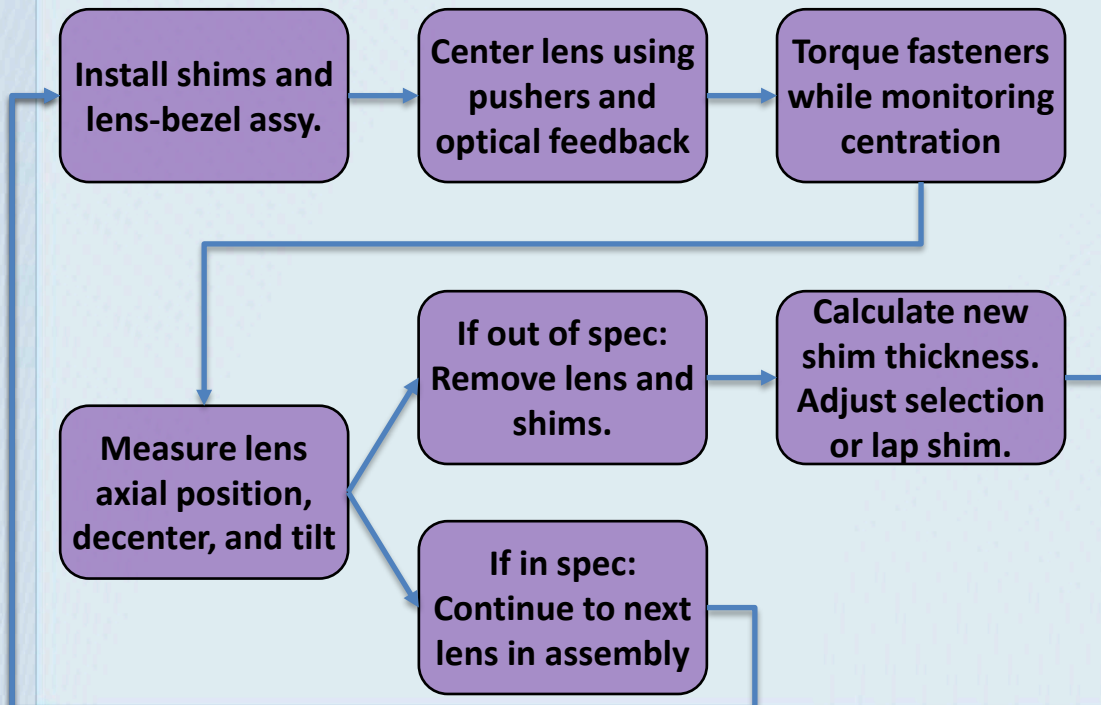 Install shims and
lens-bezel assy.
Center lens using
pushers and
optical feedback
Torque fasteners
while monitoring
centration
Measure lens
axial position,
decenter, and tilt
If out of spec:
Remove lens and
shims.
Calculate new
shim thickness.
Adjust selection
or lap shim.
If in spec:
Continue to next
lens in assembly